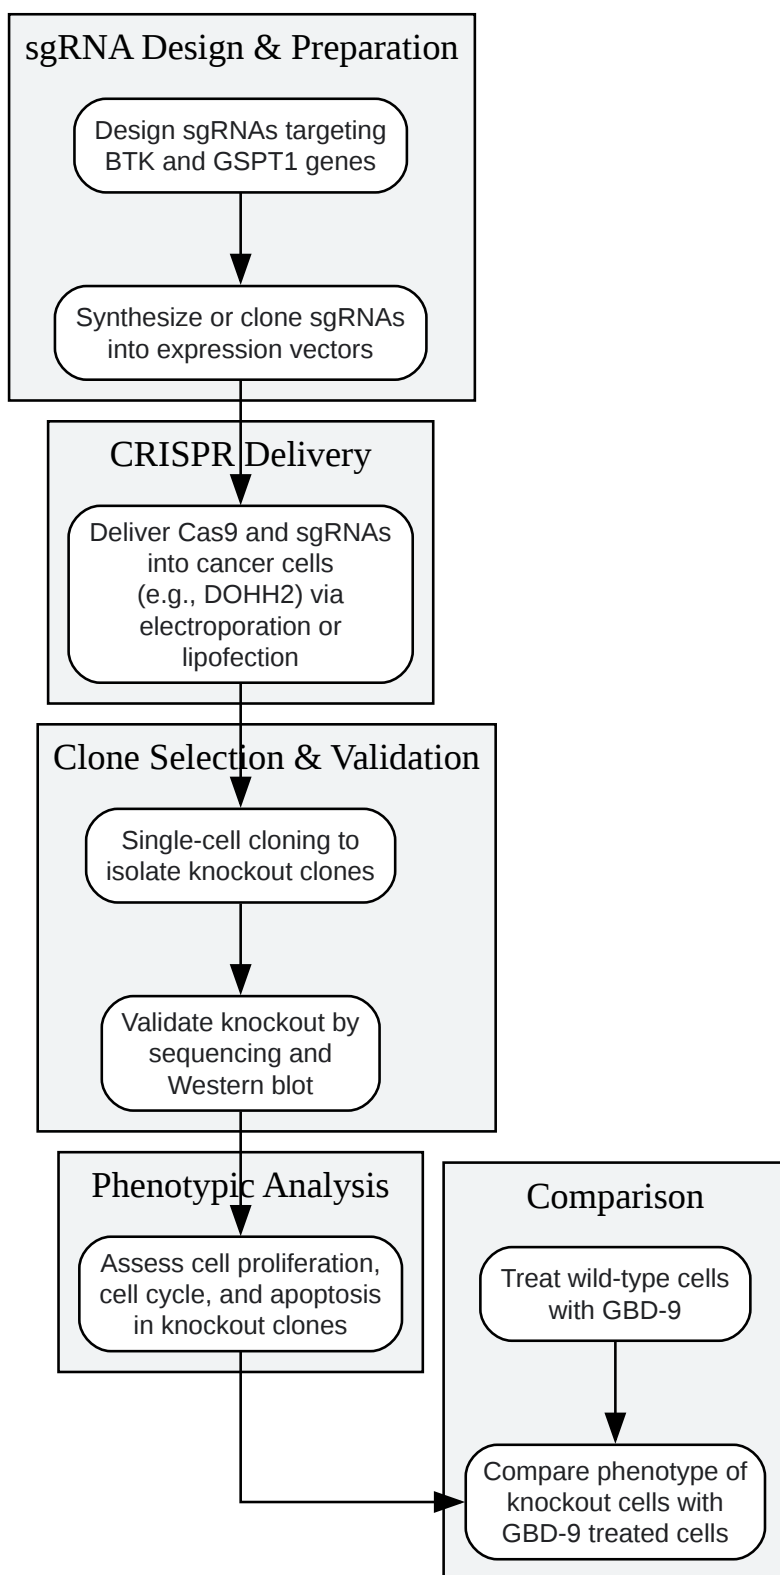 sgRNA Design & Preparation
Design sgRNAs targeting
BTK and GSPT1 genes
Synthesize or clone sgRNAs
into expression vectors
CRISPR Delivery
Deliver Cas9 and sgRNAs
into cancer cells
(e.g., DOHH2) via
electroporation or
lipofection
Clone Selection & Validation
Single-cell cloning to
isolate knockout clones
Validate knockout by
sequencing and
Western blot
Phenotypic Analysis
Assess cell proliferation,
cell cycle, and apoptosis
in knockout clones
Comparison
Treat wild-type cells
with GBD-9
Compare phenotype of
knockout cells with
GBD-9 treated cells